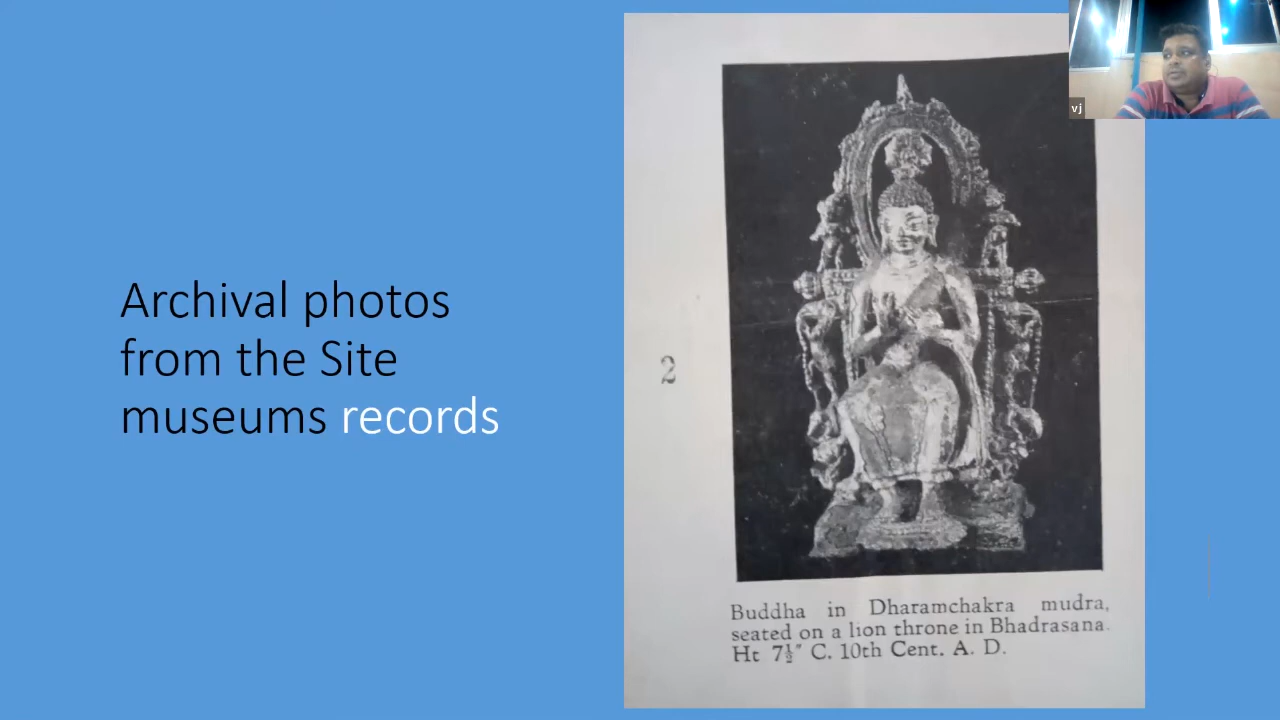 Archival photos
from the Site
museums records
2
Buddha in Dharamchakra mudra,
seated on a lion throne in Bhadrasana.
Ht 7½″ C. 10th Cent. A. D.
vj